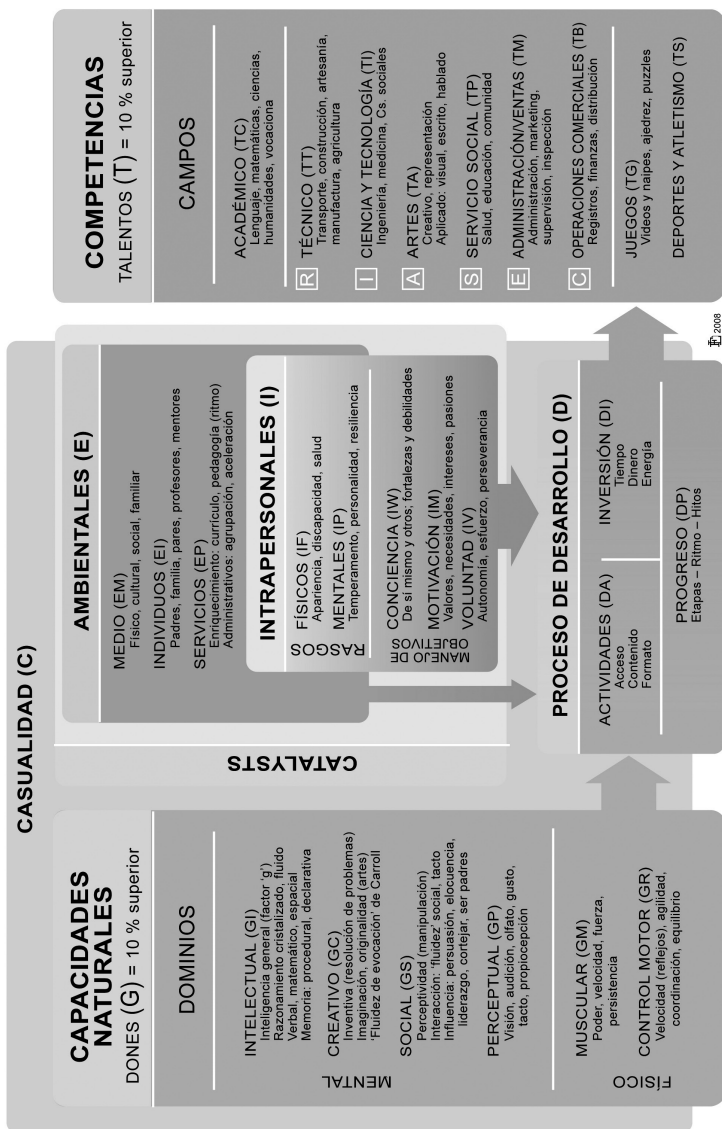 CASUALIDAD (C)
CAPACIDADES
NATURALES
DONES (G) = 10 % superior
DOMINIOS
MENTAL
INTELECTUAL (GI)
Inteligencia general (factor ‘g’)
Razonamiento cristalizado, fluido
Verbal, matemático, espacial
Memoria: procedural, declarativa
CREATIVO (GC)
Inventiva (resolución de problemas)
Imaginación, originalidad (artes)
‘Fluidez de evocación’ de Carroll
SOCIAL (GS)
Perceptividad (manipulación)
Interacción: ‘fluidez’ social, tacto
Influencia: persuasión, elocuencia,
liderazgo, cortejar, ser padres
PERCEPTUAL (GP)
Visión, audición, olfato, gusto,
tacto, propiocepción
FÍSICO
MUSCULAR (GM)
Poder, velocidad, fuerza,
persistencia
CONTROL MOTOR (GR)
Velocidad (reflejos), agilidad,
coordinación, equilibrio
CATALYSTS
AMBIENTALES (E)
MEDIO (EM)
Físico, cultural, social, familiar
INDIVIDUOS (EI)
Padres, familia, pares, profesores, mentores
SERVICIOS (EP)
Enriquecimiento: currículo, pedagogía (ritmo)
Administrativos: agrupación, aceleración
INTRAPERSONALES (I)
RASGOS
FÍSICOS (IF)
Apariencia, discapacidad, salud
MENTALES (IP)
Temperamento, personalidad, resiliencia
MANEJO DE
OBJETIVOS
CONCIENCIA (IW)
De sí mismo y otros; fortalezas y debilidades
MOTIVACIÓN (IM)
Valores, necesidades, intereses, pasiones
VOLUNTAD (IV)
Autonomía, esfuerzo, perseverancia
PROCESO DE DESARROLLO (D)
ACTIVIDADES (DA)
Acceso
Contenido
Formato
INVERSIÓN (DI)
Tiempo
Dinero
Energía
PROGRESO (DP)
Etapas – Ritmo – Hitos
COMPETENCIAS
TALENTOS (T) = 10 % superior
CAMPOS
ACADÉMICO (TC)
Lenguaje, matemáticas, ciencias,
humanidades, vocaciona
R TÉCNICO (TT)
Transporte, construcción, artesanía,
manufactura, agricultura
I CIENCIA Y TECNOLOGÍA (TI)
Ingeniería, medicina, Cs. sociales
A ARTES (TA)
Creativo, representación
Aplicado: visual, escrito, hablado
S SERVICIO SOCIAL (TP)
Salud, educación, comunidad
E ADMINISTRACIÓN/VENTAS (TM)
Administración, marketing,
supervisión, inspección
C OPERACIONES COMERCIALES (TB)
Registros, finanzas, distribución
JUEGOS (TG)
Vídeos y naipes, ajedrez, puzzles
DEPORTES Y ATLETISMO (TS)
2008